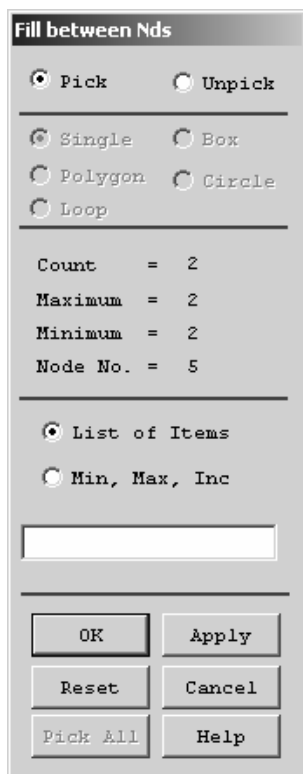 Fill between Nds
Pick Unpick
Single Box
Polygon Circle
Loop
Count = 2
Maximum = 2
Minimum = 2
Node No. = 5
List of Items
Min, Max, Inc
OK Apply
Reset Cancel
Pick All Help